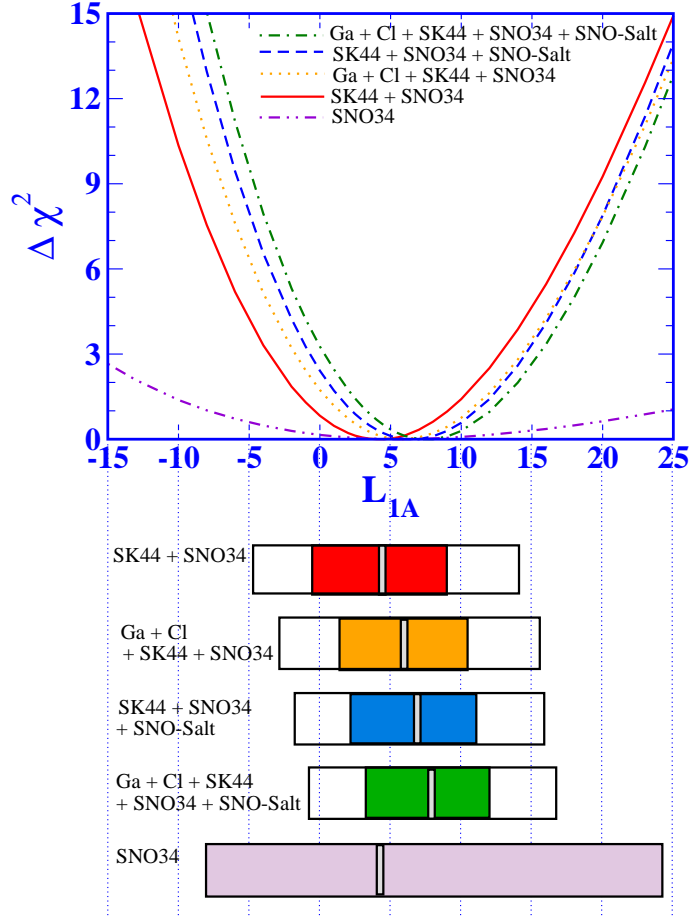 15
12
9
6
3
0
Δχ²
Ga + Cl + SK44 + SNO34 + SNO-Salt
SK44 + SNO34 + SNO-Salt
Ga + Cl + SK44 + SNO34
SK44 + SNO34
SNO34
-15 -10 -5 0 5 10 15 20 25
L1A
SK44 + SNO34
Ga + Cl
+ SK44 + SNO34
SK44 + SNO34
+ SNO-Salt
Ga + Cl + SK44
+ SNO34 + SNO-Salt
SNO34